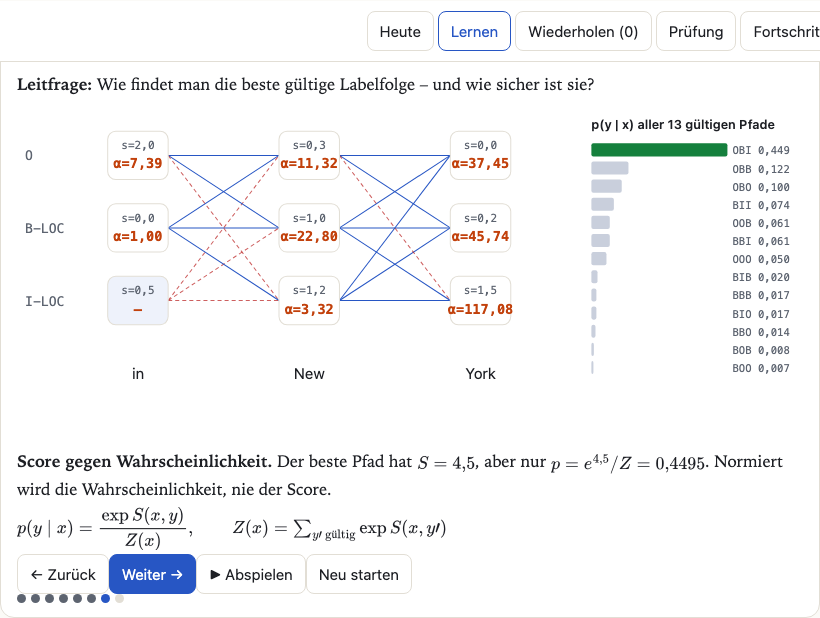 Heute Lernen Wiederholen (0) Prüfung Fortschrit
Leitfrage: Wie findet man die beste gültige Labelfolge – und wie sicher ist sie?
p(y | x) aller 13 gültigen Pfade
O
s=2,0
α=7,39
s=0,3
α=11,32
s=0,0
α=37,45
B-LOC
s=0,0
α=1,00
s=1,0
α=22,80
s=0,2
α=45,74
I-LOC
s=0,5
–
s=1,2
α=3,32
s=1,5
α=117,08
in New York
OBI 0,449
OBB 0,122
OBO 0,100
BII 0,074
OOB 0,061
BBI 0,061
OOO 0,050
BIB 0,020
BBB 0,017
BIO 0,017
BBO 0,014
BOB 0,008
BOO 0,007
Score gegen Wahrscheinlichkeit. Der beste Pfad hat S = 4,5, aber nur p = e^{4,5}/Z = 0,4495. Normiert
wird die Wahrscheinlichkeit, nie der Score.
p(y | x) = exp S(x, y) / Z(x), Z(x) = ∑_{y′ gültig} exp S(x, y′)
← Zurück Weiter → ▶ Abspielen Neu starten